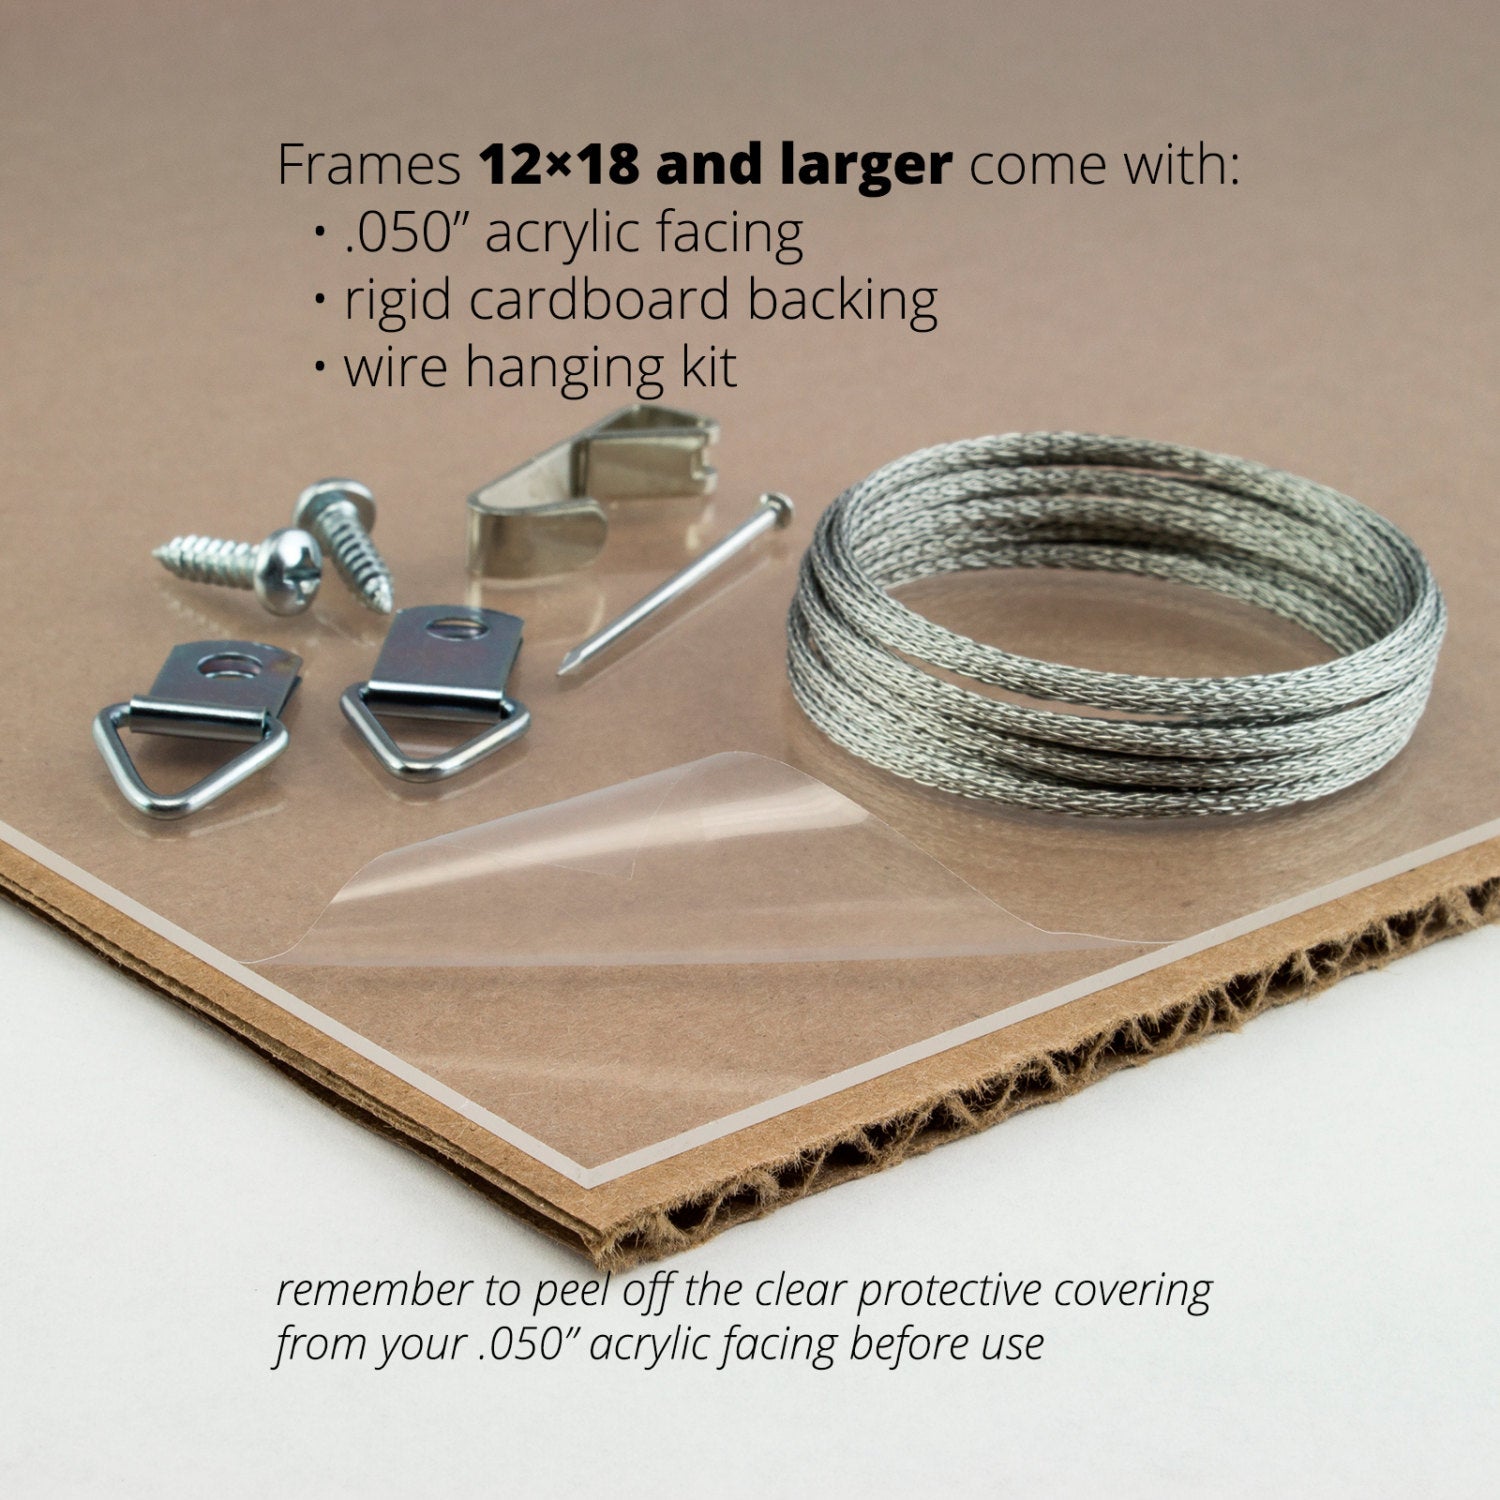 Frames 12×18 and larger come with:
• .050” acrylic facing
• rigid cardboard backing
• wire hanging kit
remember to peel off the clear protective covering
from your .050” acrylic facing before use